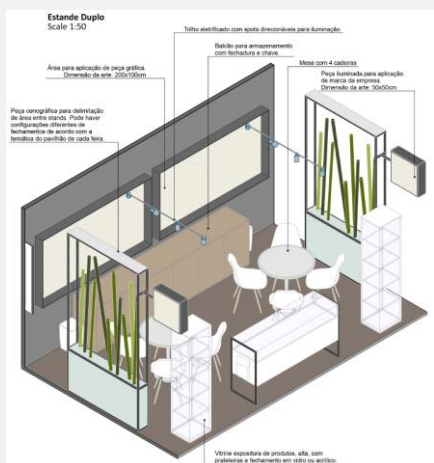 Estande Duplo
Scale 1:50
Trilho eletrificado com spots direcionáveis para iluminação.
Balcão para armazenamento
com fechadura e chave.
Área para aplicação de peça gráfica.
Dimensão da arte: 200x100cm
Mesa com 4 cadeiras
Peça iluminada para aplicação
de marca da empresa.
Dimensão da arte: 50x50cm
Peça cenográfica para delimitação
de área entre stands. Pode haver
configurações diferentes de
fechamentos de acordo com a
temática do pavilhão de cada feira.
Vitrine expositora de produtos, alta, com
prateleiras e fechamento em vidro ou acrílico.